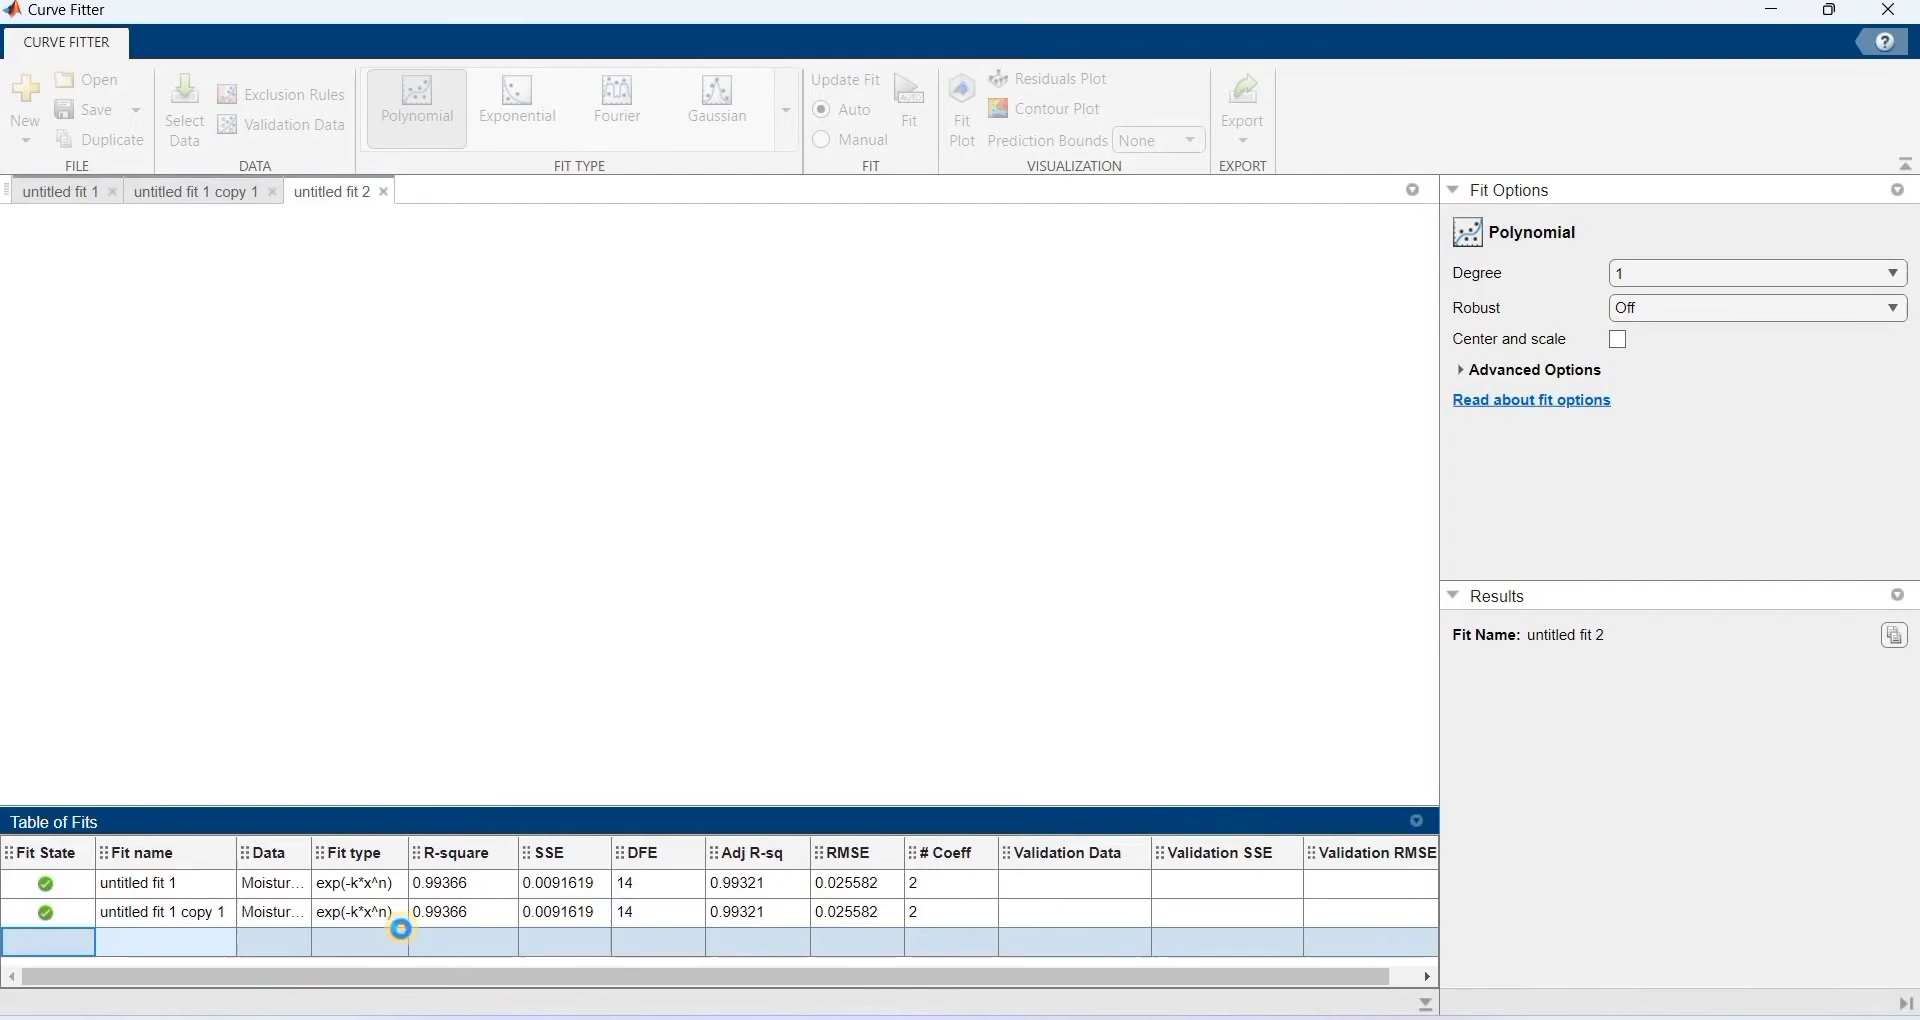 Curve Fitter
CURVE FITTER
New
Open
Save
Duplicate
FILE
Select
Data
Exclusion Rules
Validation Data
DATA
Polynomial
Exponential
Fourier
Gaussian
FIT TYPE
Update Fit
Auto
Manual
AUTO
Fit
FIT
Fit
Plot
Residuals Plot
Contour Plot
Prediction Bounds None
VISUALIZATION
Export
EXPORT
untitled fit 1
untitled fit 1 copy 1
untitled fit 2
Fit Options
Polynomial
Degree 1
Robust Off
Center and scale
Advanced Options
Read about fit options
Results
Fit Name: untitled fit 2
Table of Fits
Fit State Fit name Data Fit type R-square SSE DFE Adj R-sq RMSE # Coeff Validation Data Validation SSE Validation RMSE
untitled fit 1 Moistur... exp(-k*x^n) 0.99366 0.0091619 14 0.99321 0.025582 2
untitled fit 1 copy 1 Moistur... exp(-k*x^n) 0.99366 0.0091619 14 0.99321 0.025582 2